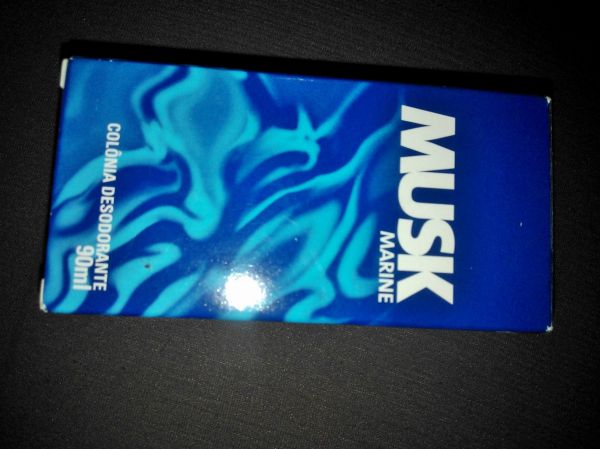 MUSK
MARINE
COLÔNIA DESODORANTE
90ml